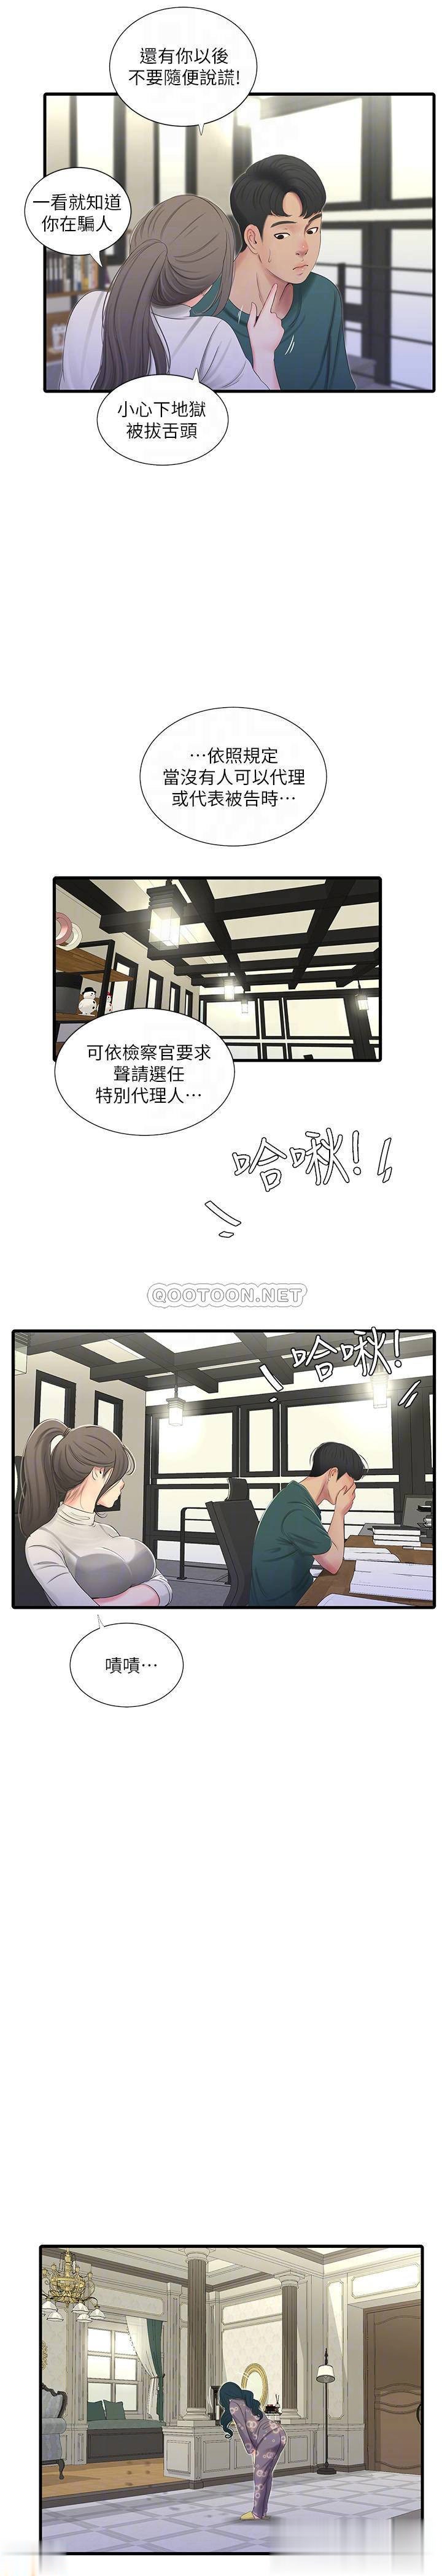 還有你以後
不要隨便說謊!
一看就知道
你在騙人
小心下地獄
被拔舌頭
…依照規定
當沒有人可以代理
或代表被告時…
可依檢察官要求
聲請選任
特別代理人…
哈啾!
QOOTOON.NET
哈啾!
嘖嘖…